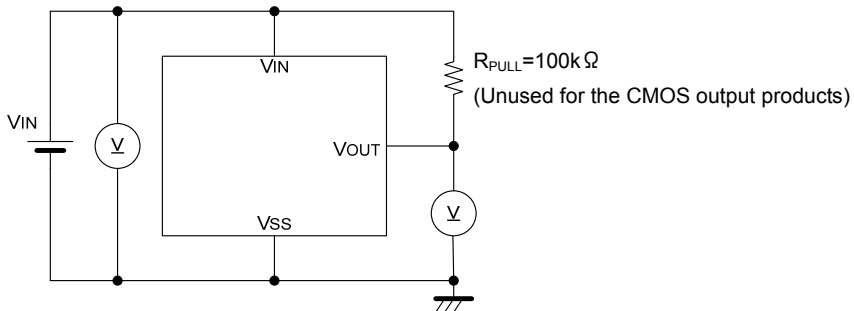 VIN
RPULL=100kΩ
(Unused for the CMOS output products)
VIN
V
VOUT
V
VSS